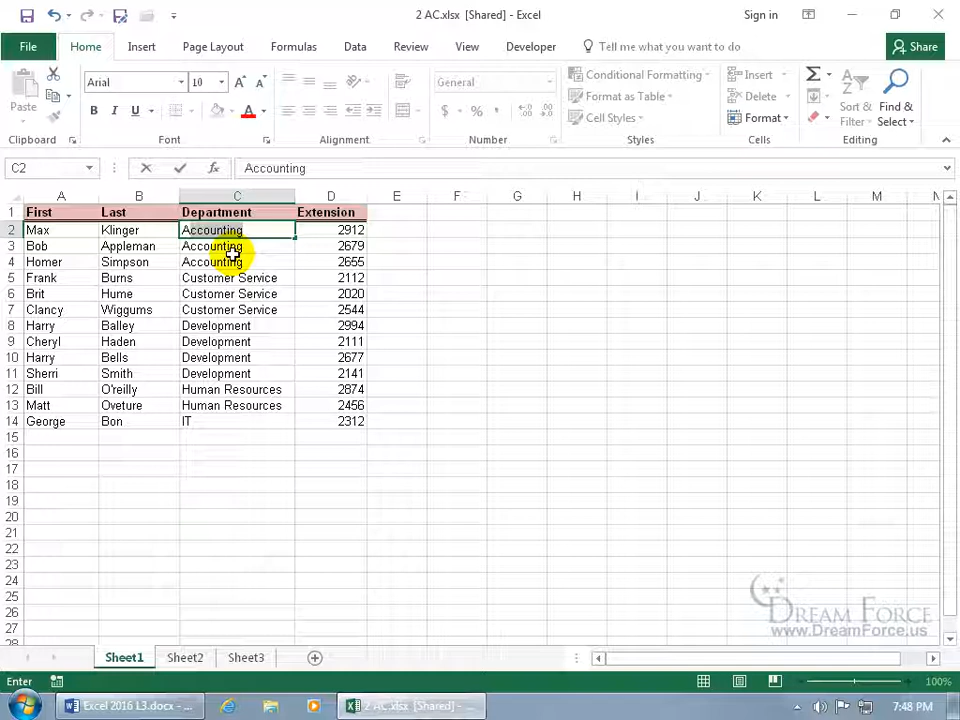 2 AC.xlsx [Shared] - Excel
Sign in
File Home Insert Page Layout Formulas Data Review View Developer Tell me what you want to do Share
Paste
Arial 10
General
Conditional Formatting
Format as Table
Cell Styles
Insert
Delete
Format
Sort & Filter
Find & Select
Clipboard Font Alignment Number Styles Cells Editing
C2 fx Accounting
A B C D E F G H I J K L M N
1 First Last Department Extension
2 Max Klinger Accounting 2912
3 Bob Appleman Accounting 2679
4 Homer Simpson Accounting 2655
5 Frank Burns Customer Service 2112
6 Brit Hume Customer Service 2020
7 Clancy Wiggums Customer Service 2544
8 Harry Balley Development 2994
9 Cheryl Haden Development 2111
10 Harry Bells Development 2677
11 Sherri Smith Development 2141
12 Bill O'reilly Human Resources 2874
13 Matt Oveture Human Resources 2456
14 George Bon IT 2312
15
16
17
18
19
20
21
22
23
24
25
26
27
28
DREAM FORCE
www.DreamForce.us
Sheet1 Sheet2 Sheet3
Enter 100%
Excel 2016 L3.docx - ... 2 AC.xlsx [Shared] - ... 7:48 PM